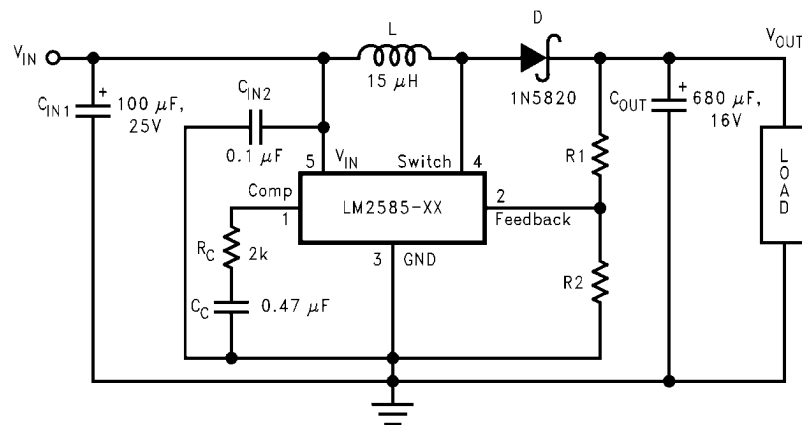 L
D
V_IN
V_OUT
15 μH
1N5820
C_IN1
+
100 μF,
25V
C_IN2
0.1 μF
C_OUT
+
680 μF,
16V
5
V_IN
Switch
4
R1
LOAD
Comp
1
LM2585-XX
2
Feedback
R_C
2k
3
GND
R2
C_C
0.47 μF